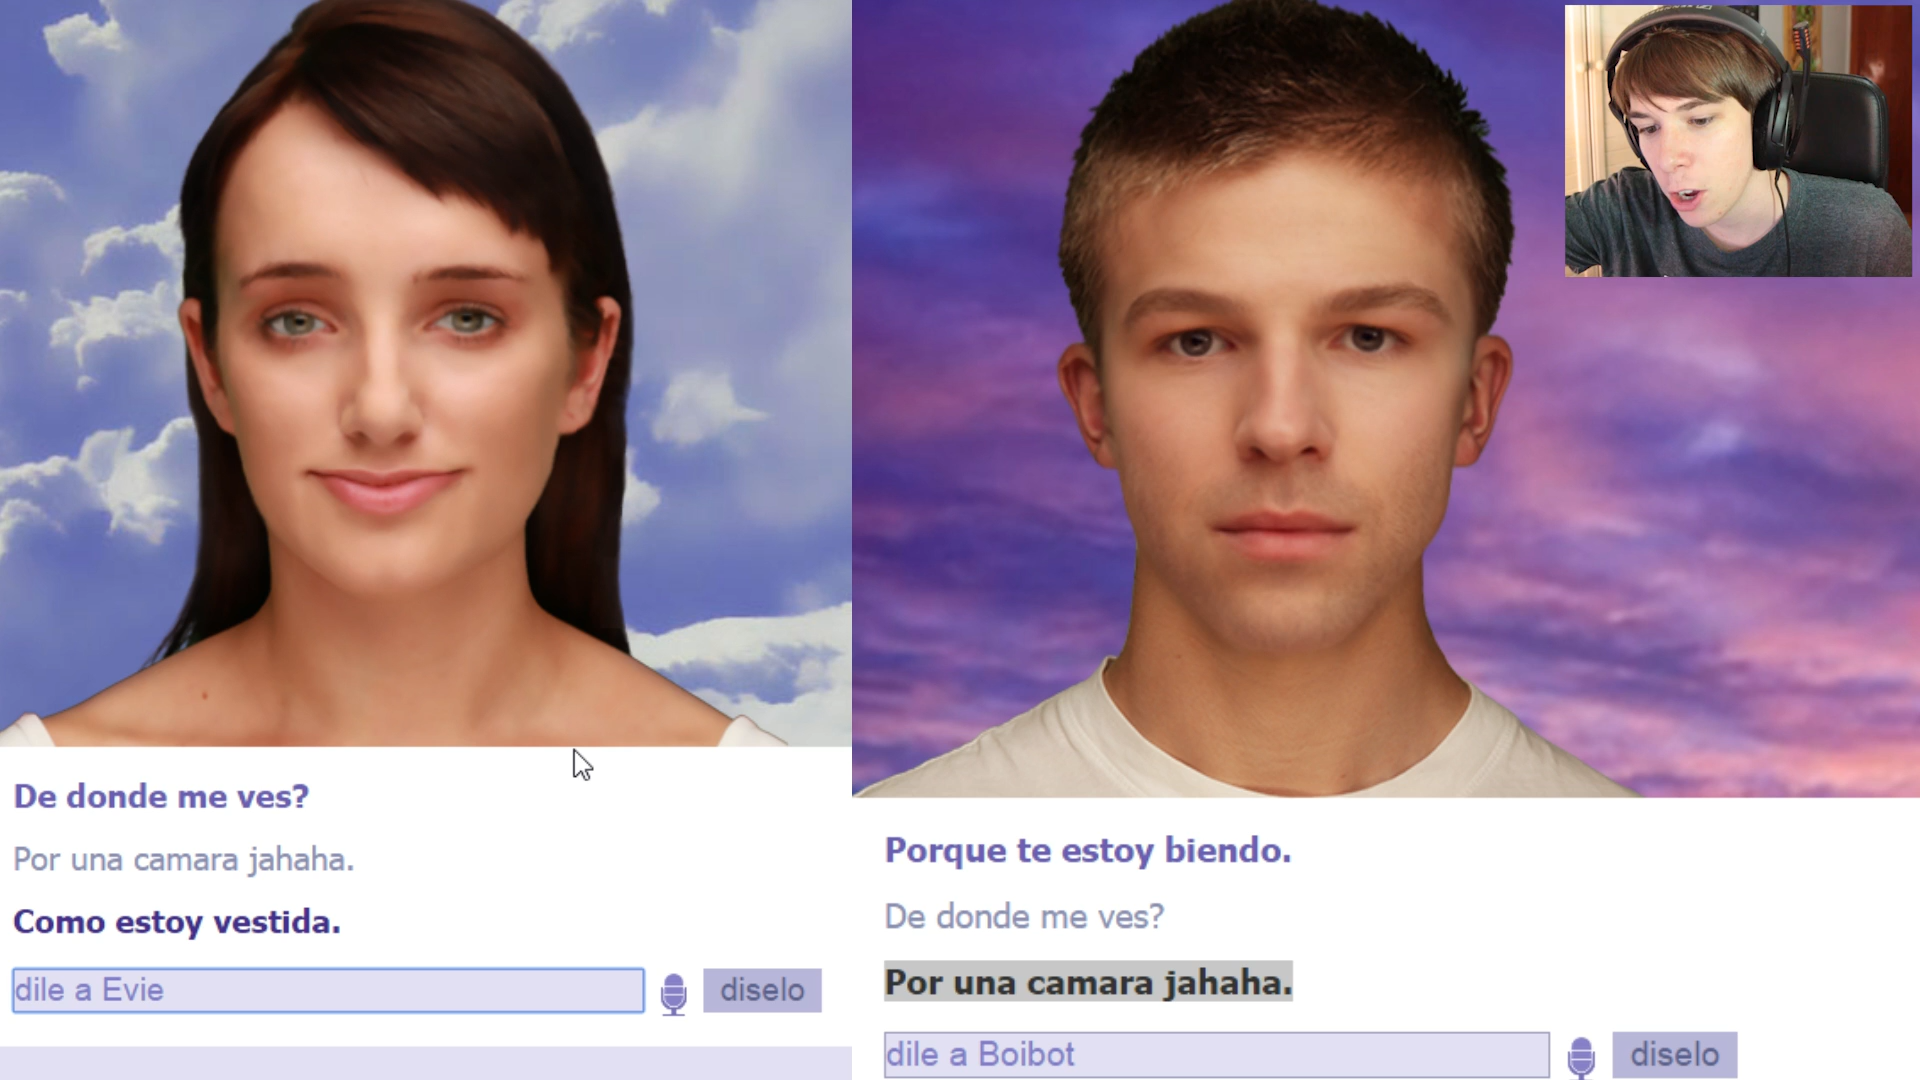 De donde me ves?
Por una camara jahaha.
Como estoy vestida.
dile a Evie
diselo
Porque te estoy biendo.
De donde me ves?
Por una camara jahaha.
dile a Boibot
diselo